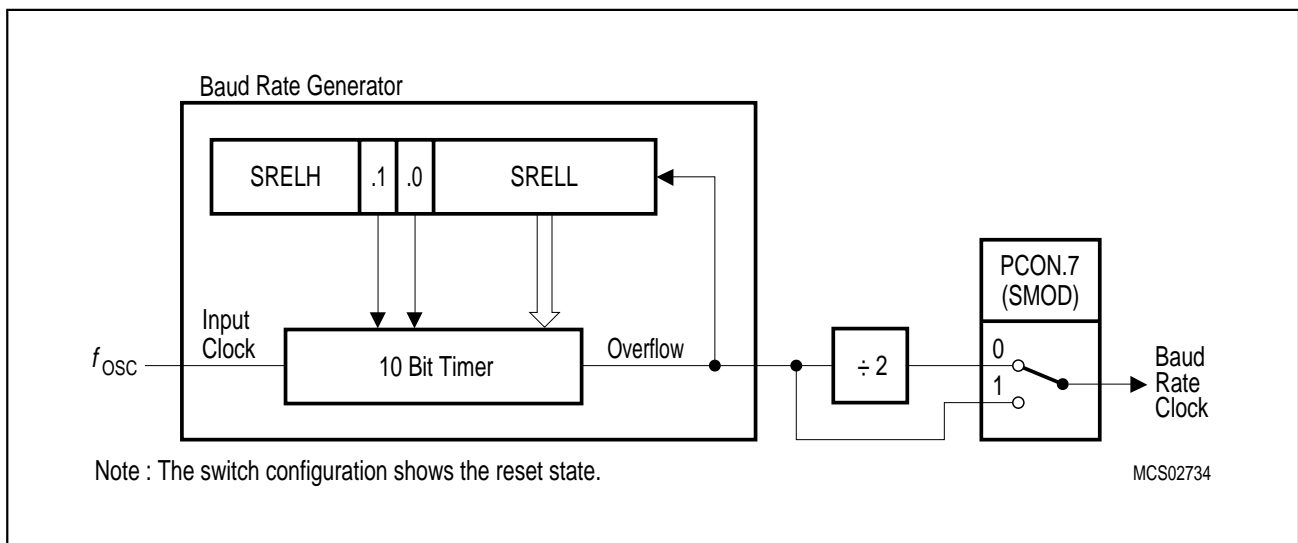 Baud Rate Generator
SRELH .1 .0 SRELL
PCON.7
(SMOD)
Input
Clock
fOSC
10 Bit Timer
Overflow
÷ 2
0
1
Baud
Rate
Clock
Note : The switch configuration shows the reset state.
MCS02734